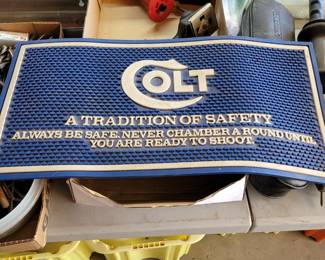 COLT
A TRADITION OF SAFETY
ALWAYS BE SAFE. NEVER CHAMBER A ROUND UNTIL
YOU ARE READY TO SHOOT.